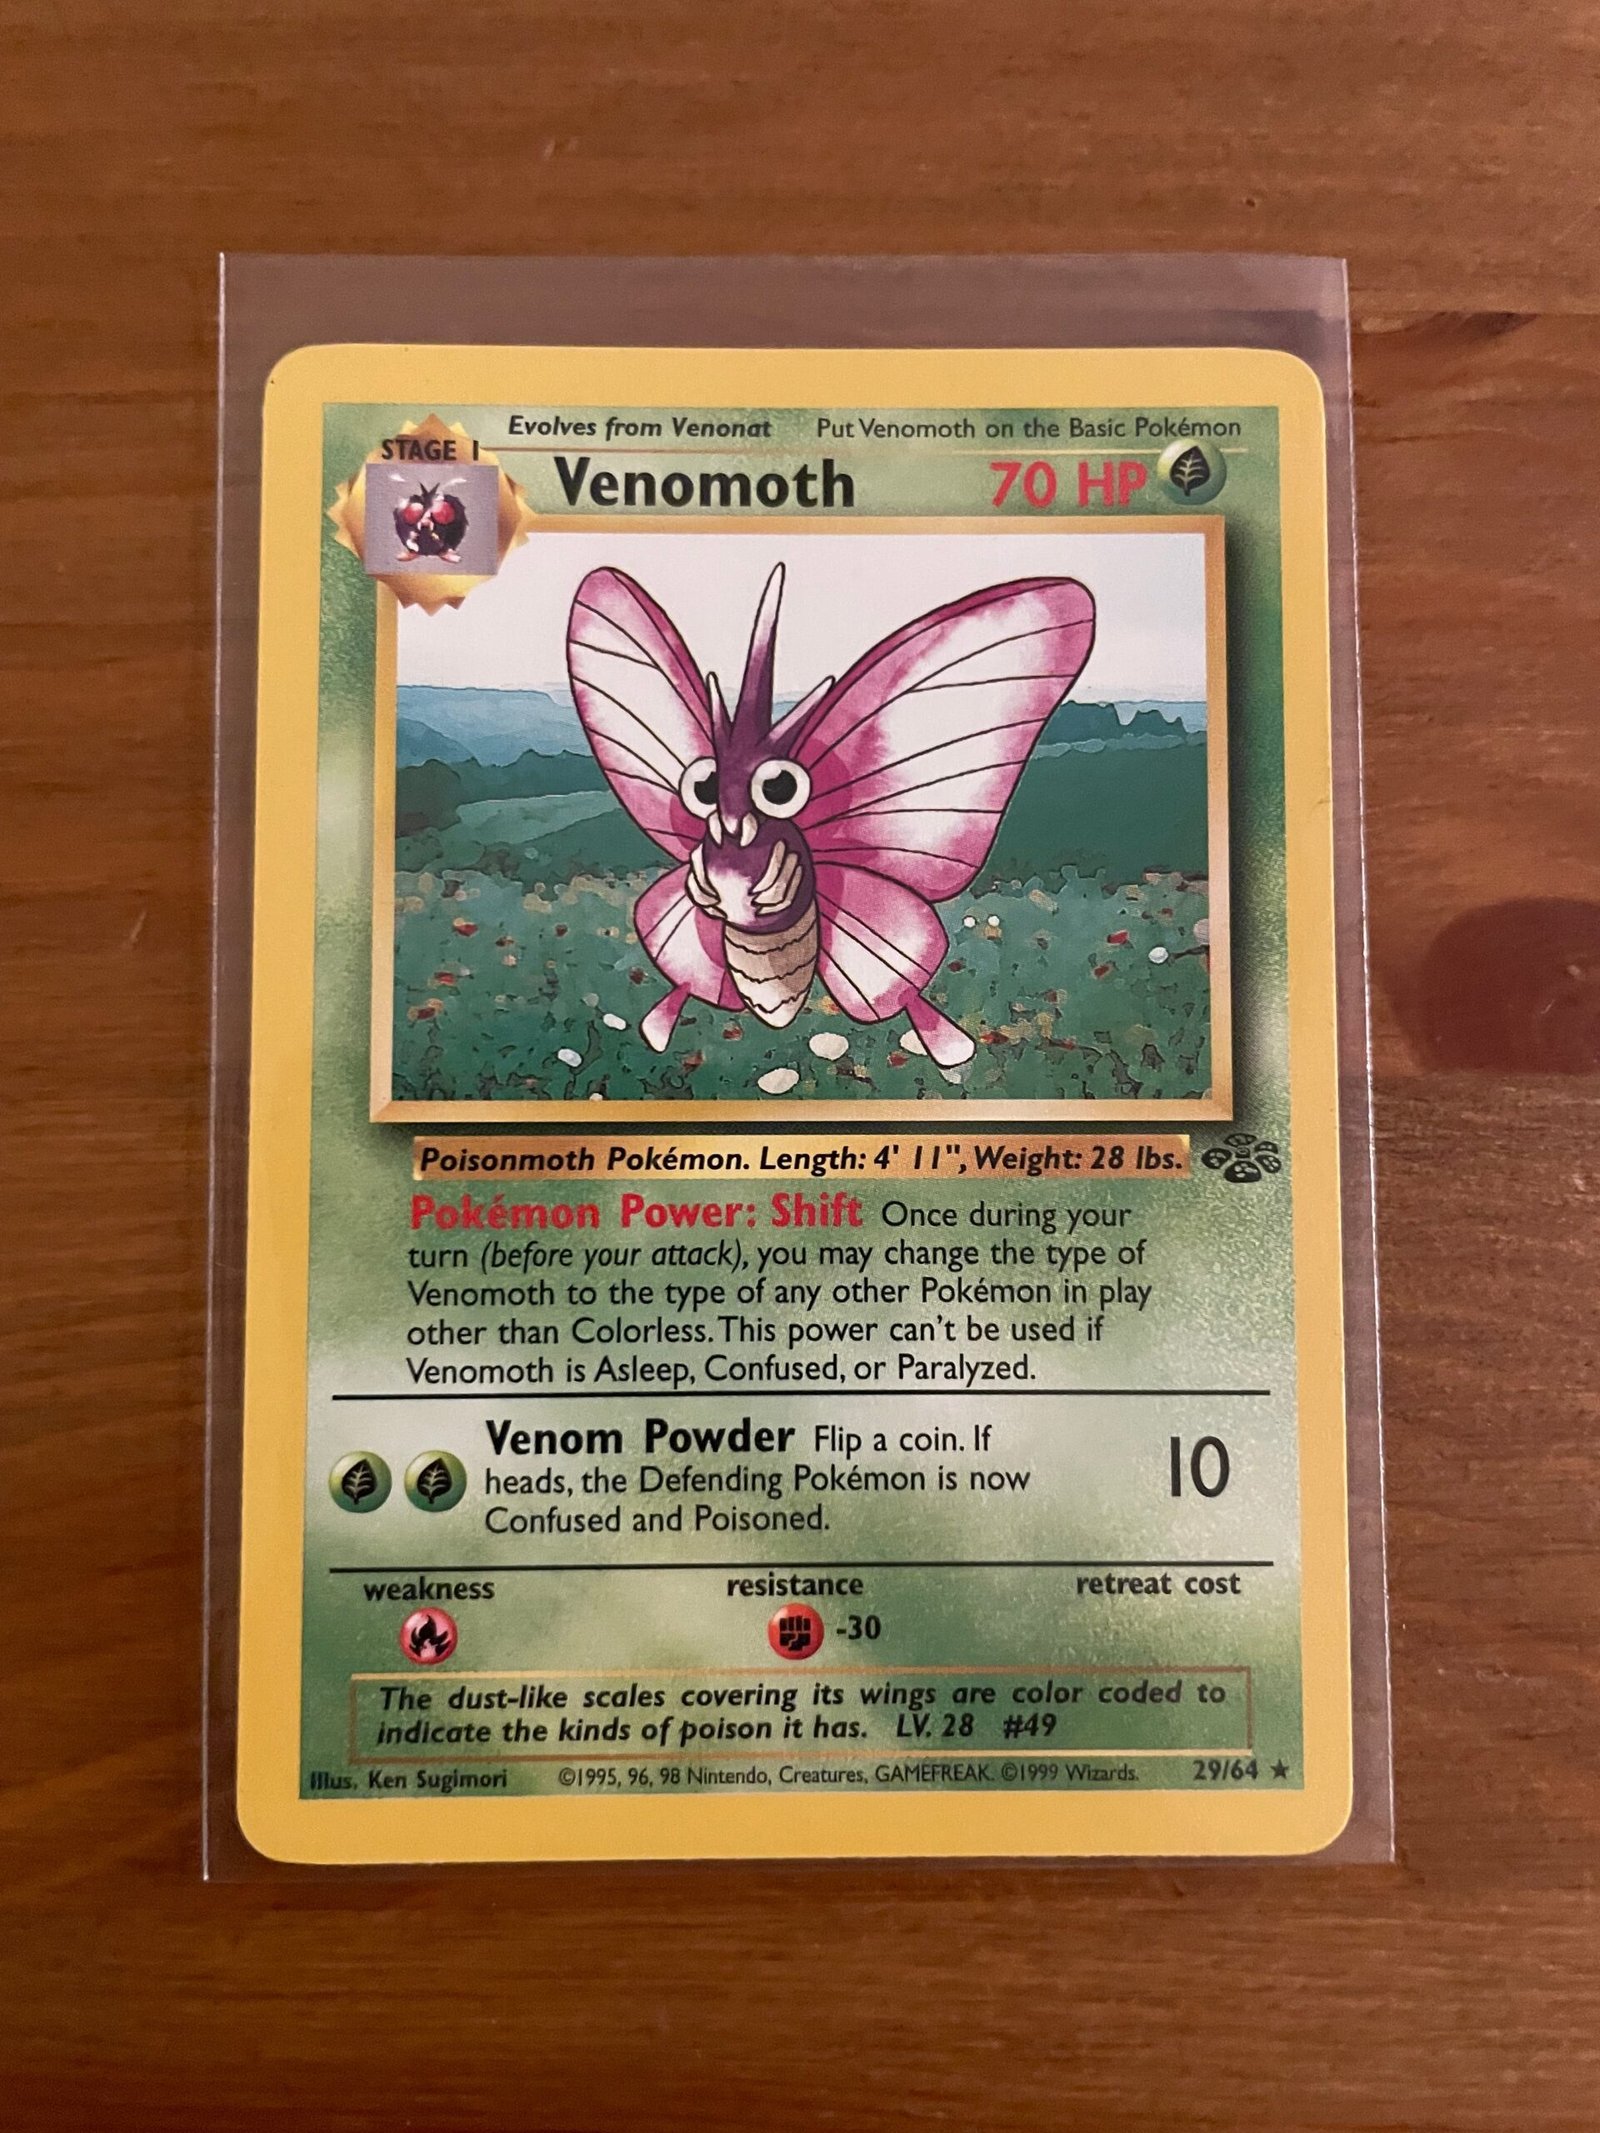 Evolves from Venonat Put Venomoth on the Basic Pokémon
STAGE 1
Venomoth 70 HP
Poisonmoth Pokémon. Length: 4' 11", Weight: 28 lbs.
Pokémon Power: Shift Once during your
turn (before your attack), you may change the type of
Venomoth to the type of any other Pokémon in play
other than Colorless. This power can't be used if
Venomoth is Asleep, Confused, or Paralyzed.
Venom Powder Flip a coin. If
heads, the Defending Pokémon is now
Confused and Poisoned.
10
weakness resistance retreat cost
-30
The dust-like scales covering its wings are color coded to
indicate the kinds of poison it has. LV. 28 #49
Illus. Ken Sugimori ©1995, 96, 98 Nintendo, Creatures, GAMEFREAK. ©1999 Wizards. 29/64 ★